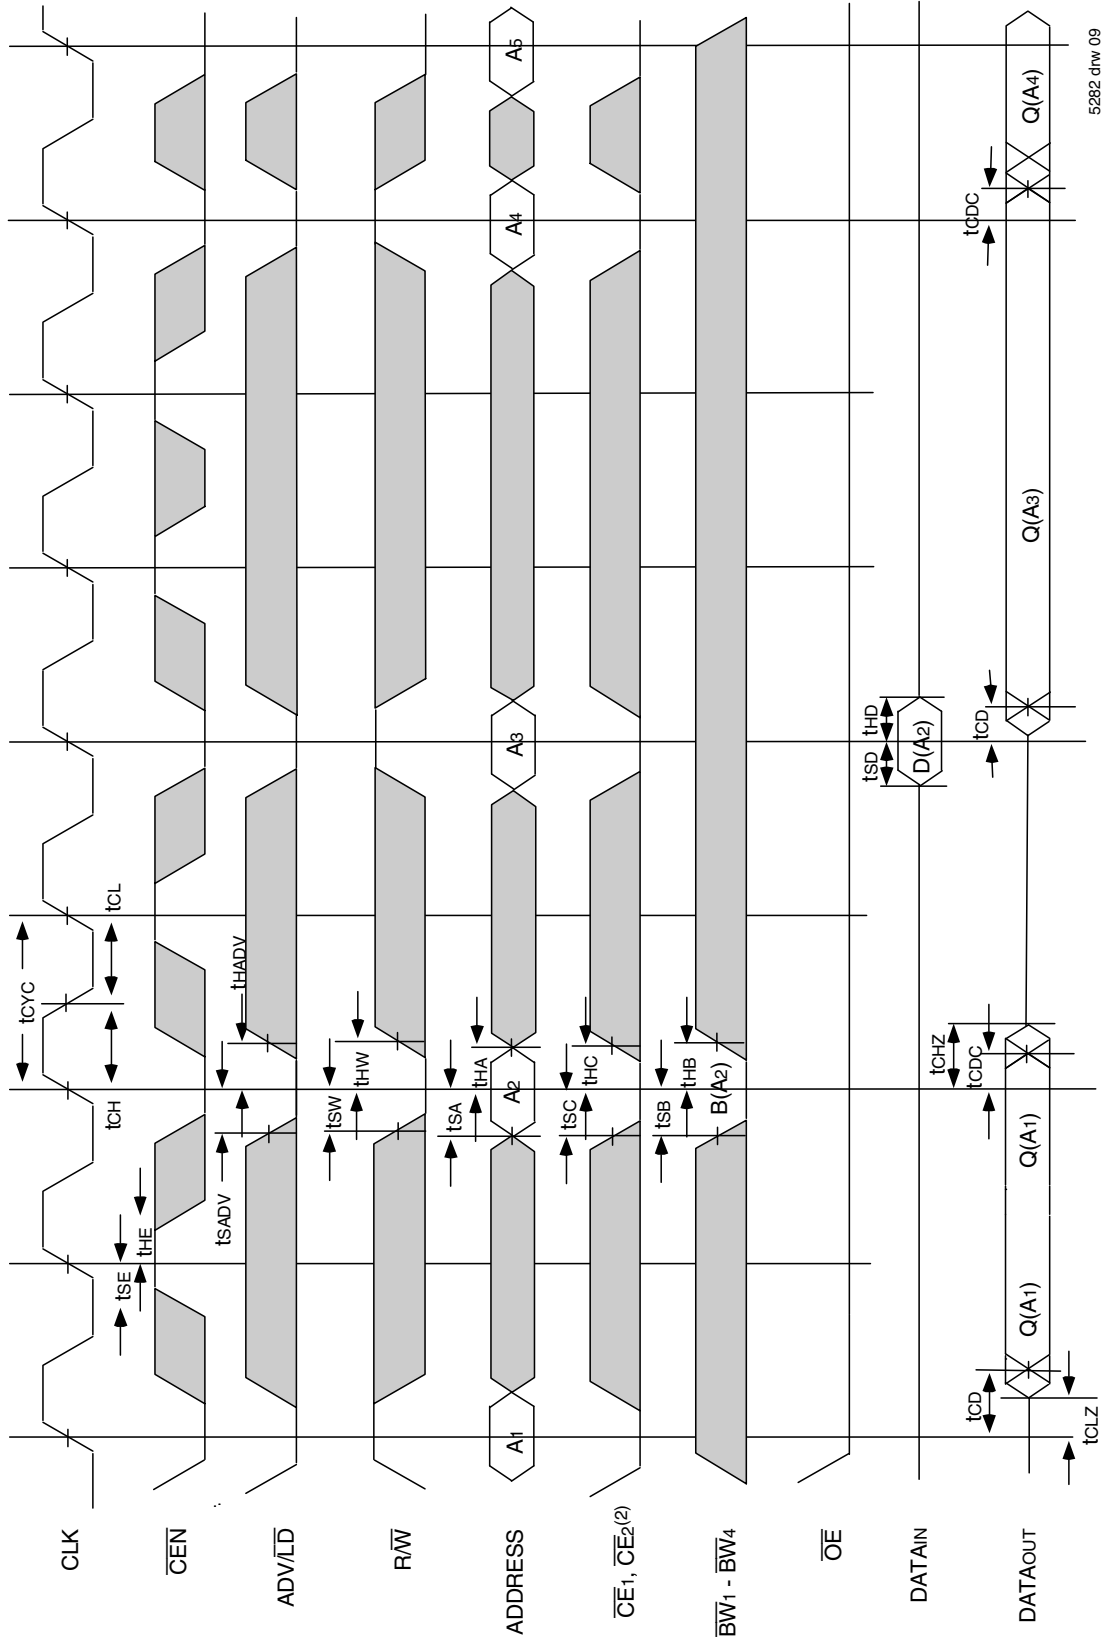 CLK
tCYC
tCH
tCL
CEN
tSE
tHE
ADV/LD
tSADV
tHADV
R/W
tSW
tHW
ADDRESS
A1
A2
A3
A4
A5
tSA
tHA
CE1, CE2(2)
tSC
tHC
BW1 - BW4
tSB
tHB
B(A2)
OE
DATAIN
tSD
tHD
D(A2)
DATAOUT
tCD
tCLZ
Q(A1)
Q(A1)
tCHZ
tCDC
tCD
Q(A3)
tCDC
Q(A4)
5282 drw 09